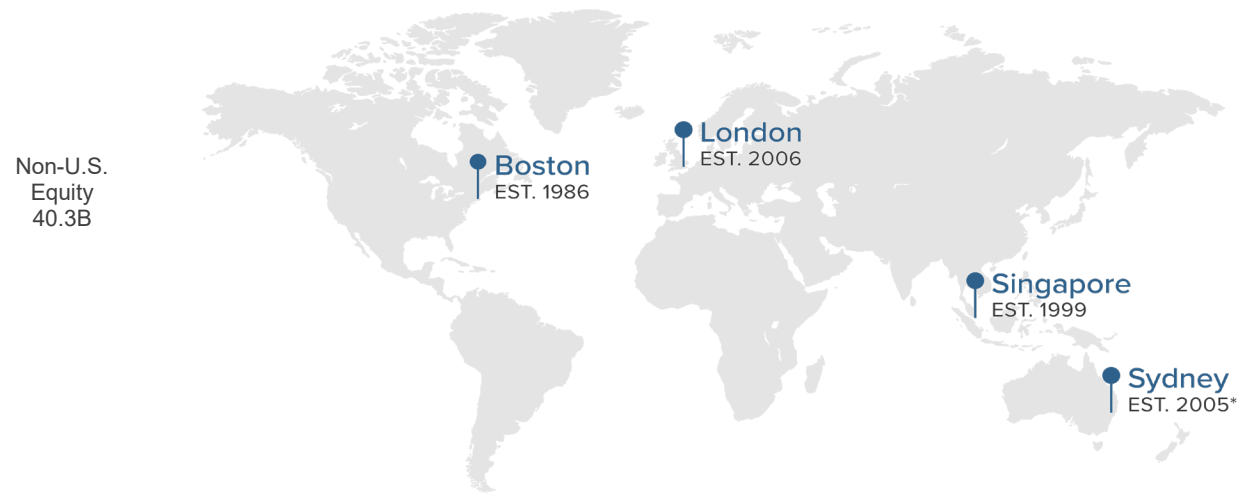 Non-U.S.
Equity
40.3B
London
EST. 2006
Boston
EST. 1986
Singapore
EST. 1999
Sydney
EST. 2005*